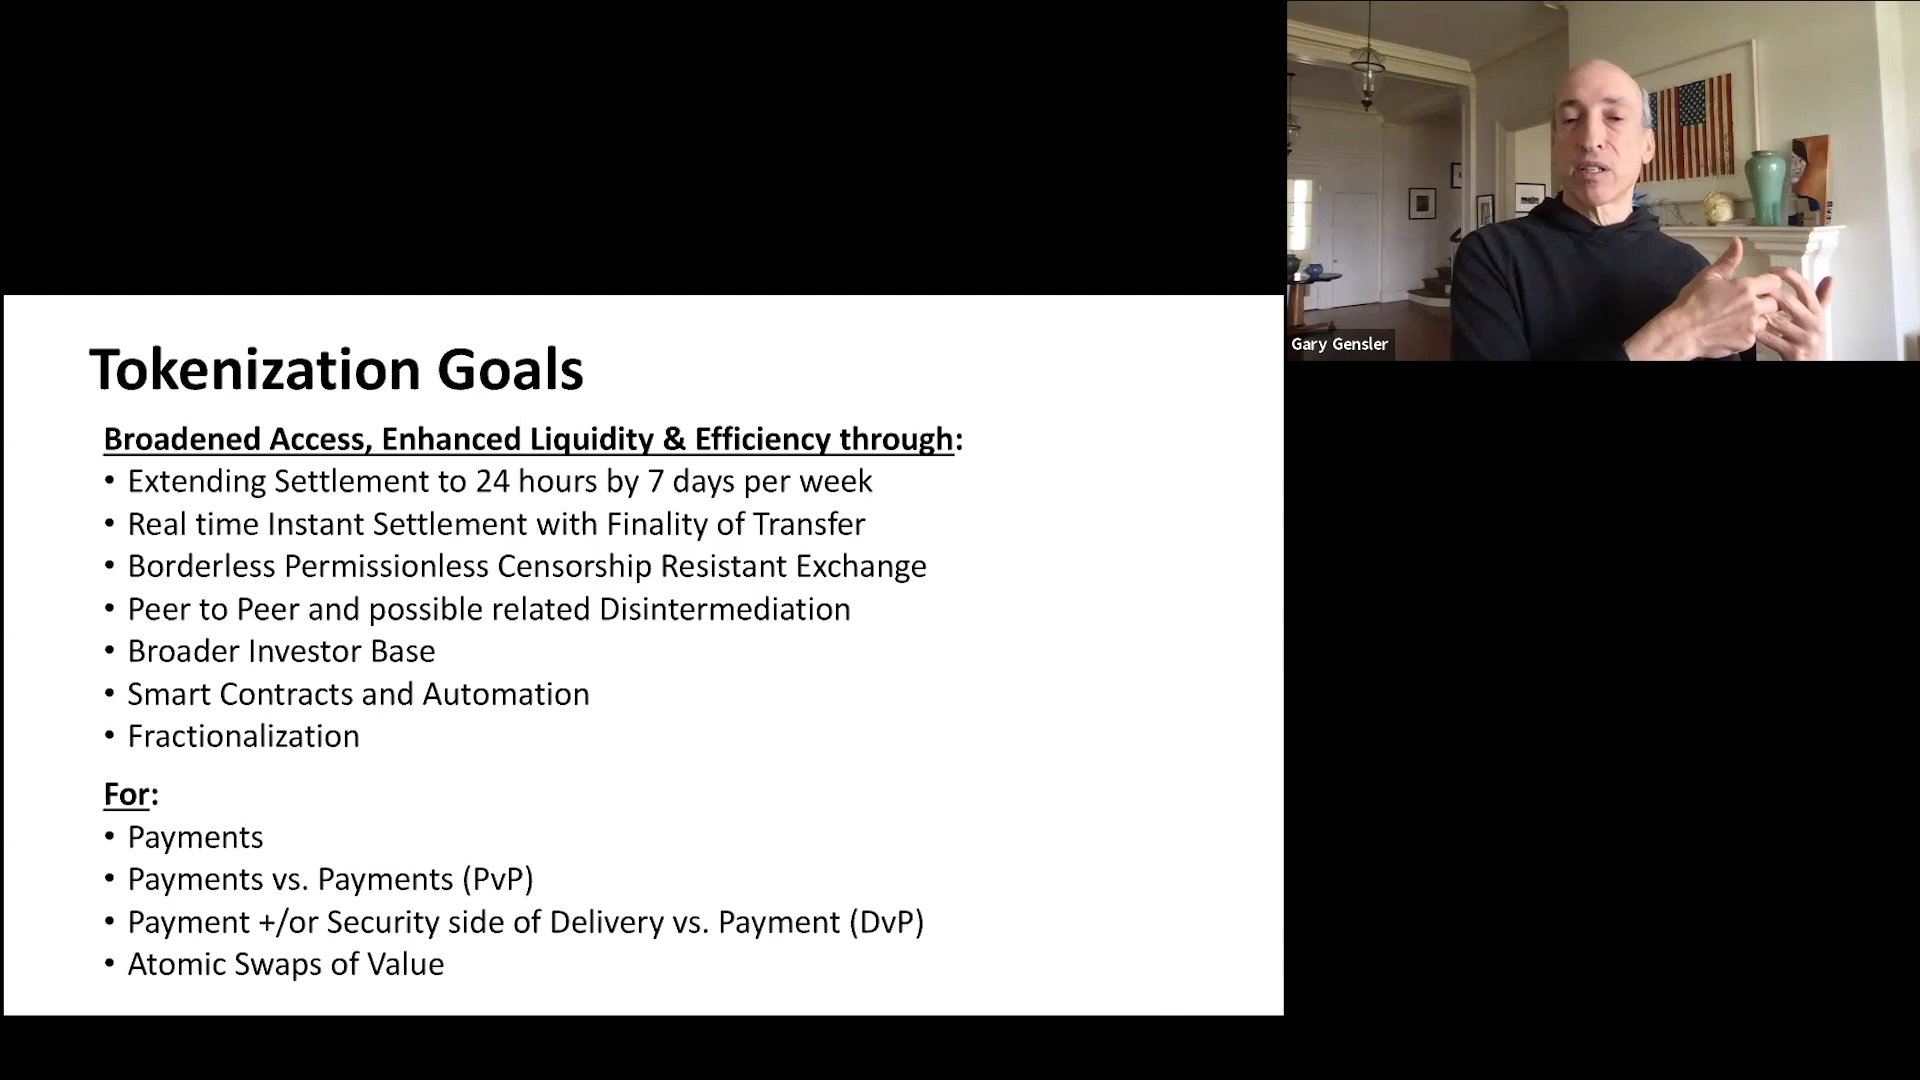 Tokenization Goals
Broadened Access, Enhanced Liquidity & Efficiency through:
• Extending Settlement to 24 hours by 7 days per week
• Real time Instant Settlement with Finality of Transfer
• Borderless Permissionless Censorship Resistant Exchange
• Peer to Peer and possible related Disintermediation
• Broader Investor Base
• Smart Contracts and Automation
• Fractionalization
For:
• Payments
• Payments vs. Payments (PvP)
• Payment +/or Security side of Delivery vs. Payment (DvP)
• Atomic Swaps of Value
Gary Gensler